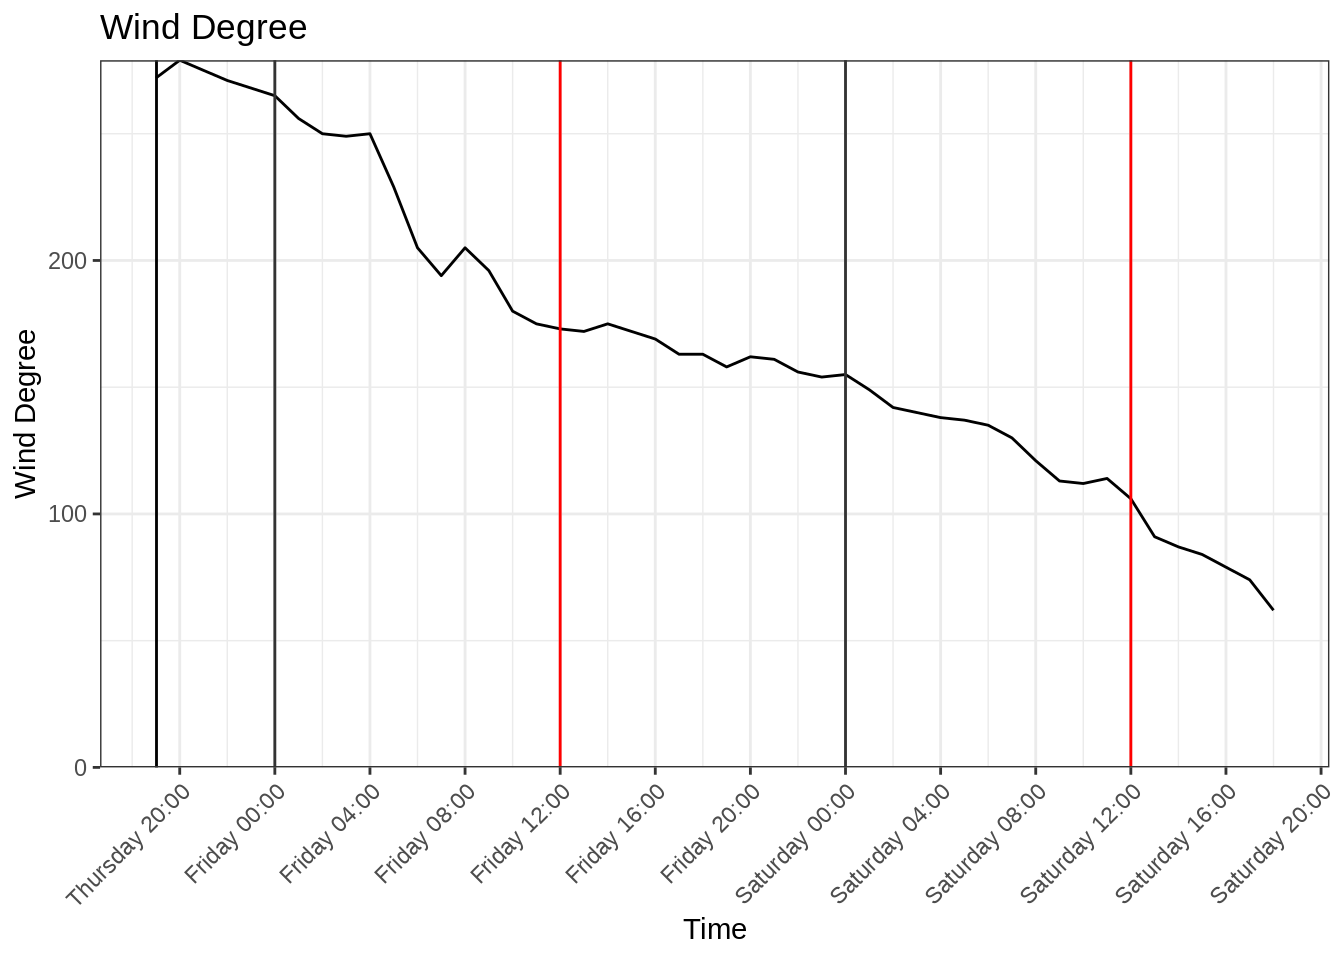 Wind Degree
Wind Degree
200
100
0
Thursday 20:00
Friday 00:00
Friday 04:00
Friday 08:00
Friday 12:00
Friday 16:00
Friday 20:00
Saturday 00:00
Saturday 04:00
Saturday 08:00
Saturday 12:00
Saturday 16:00
Saturday 20:00
Time